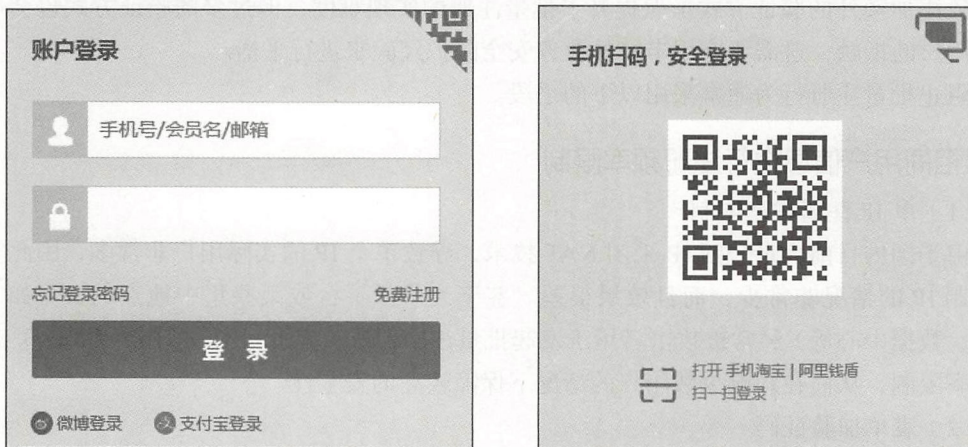 账户登录
手机号/会员名/邮箱
忘记登录密码 免费注册
登 录
微博登录 支付宝登录
手机扫码，安全登录
打开 手机淘宝 | 阿里钱盾
扫一扫登录